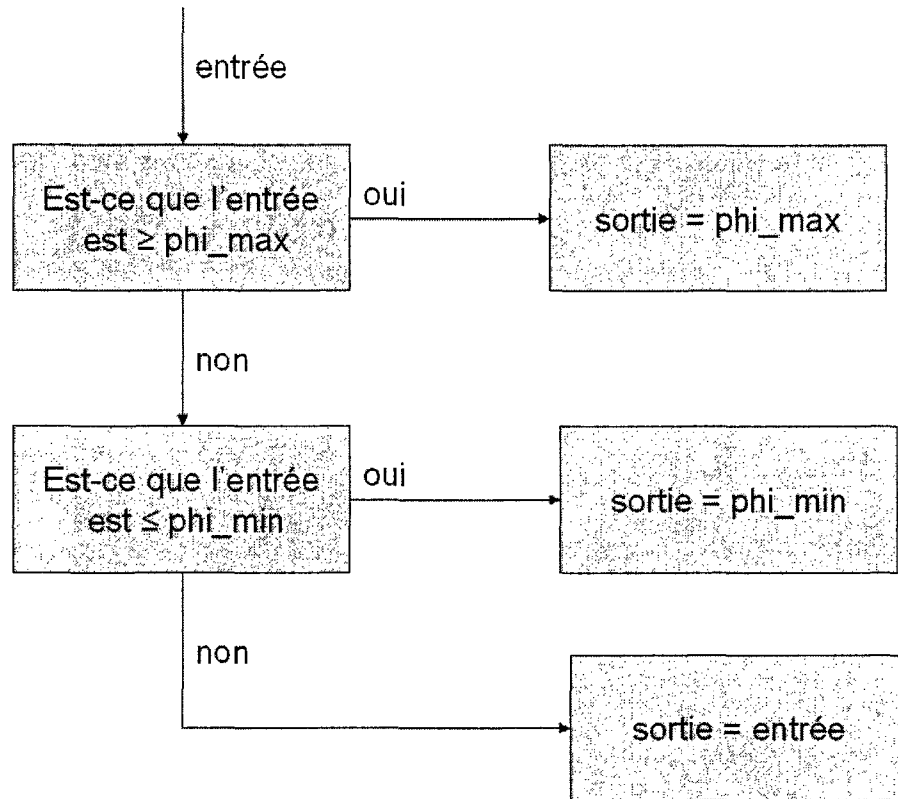 entrée
Est-ce que l'entrée
est ≥ phi_max
oui
sortie = phi_max
non
Est-ce que l'entrée
est ≤ phi_min
oui
sortie = phi_min
non
sortie = entrée